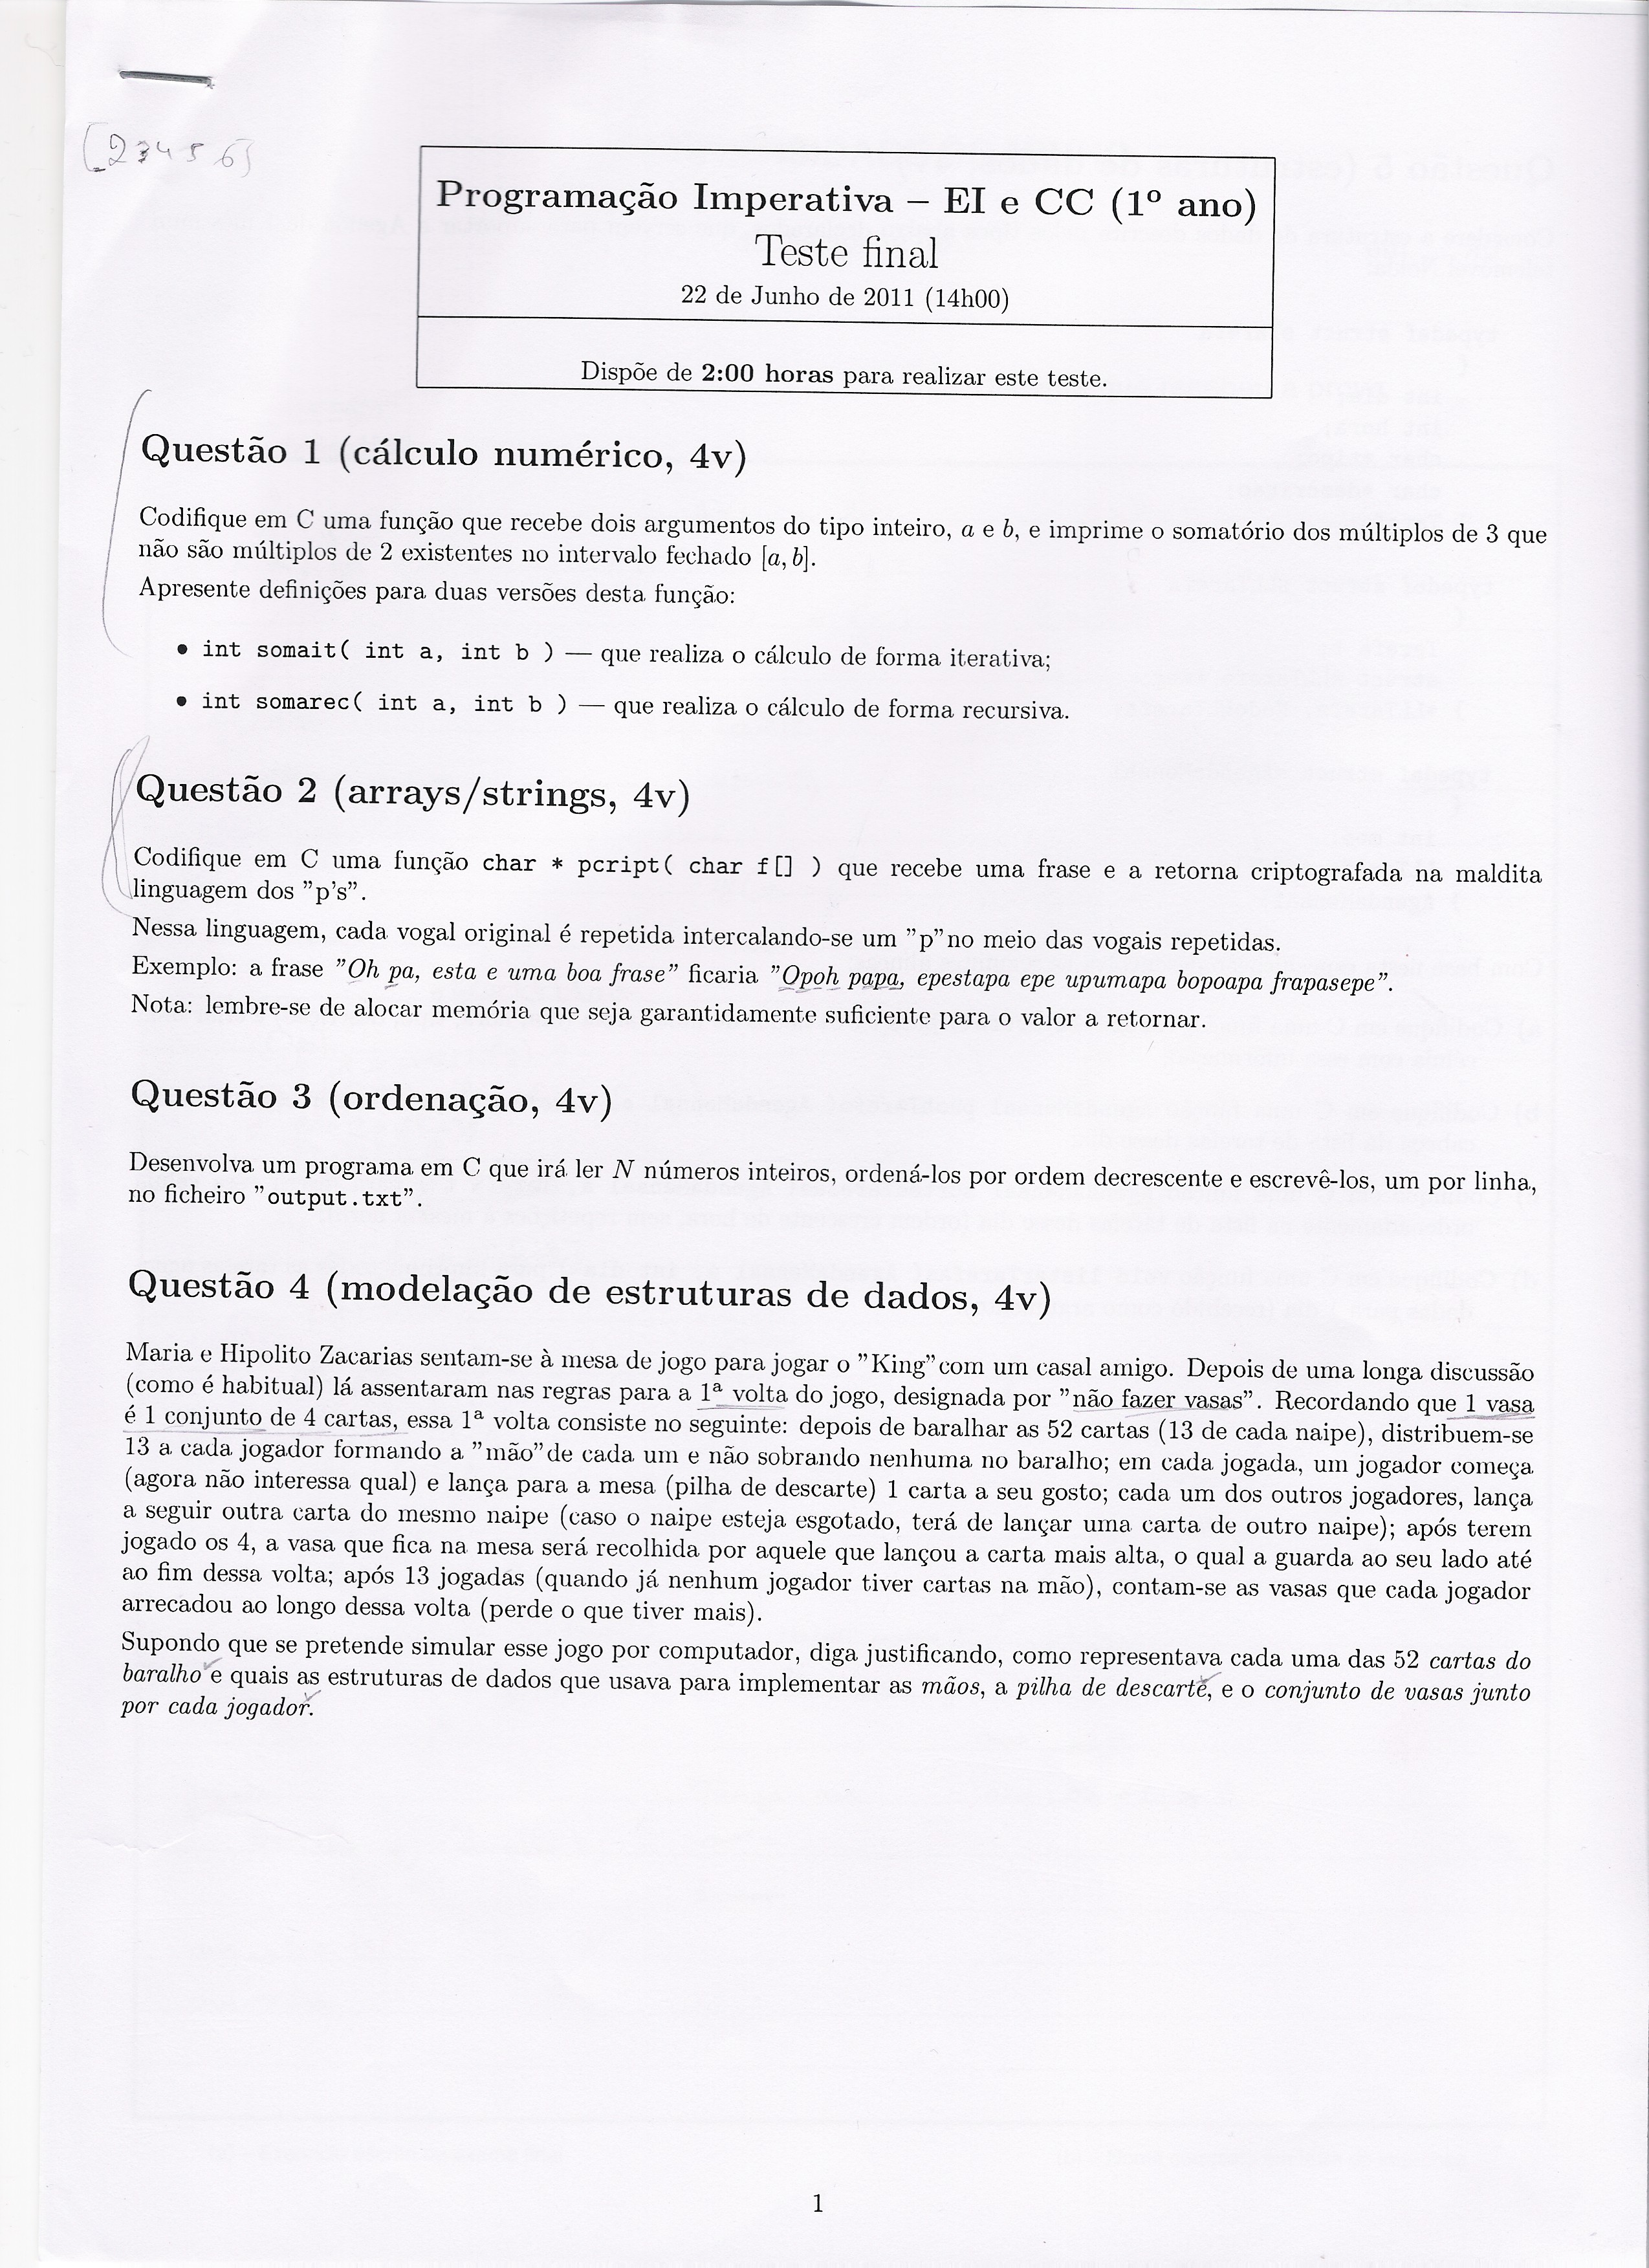 [23456]
Programação Imperativa – EI e CC (1º ano)
Teste final
22 de Junho de 2011 (14h00)
Dispõe de 2:00 horas para realizar este teste.
Questão 1 (cálculo numérico, 4v)
Codifique em C uma função que recebe dois argumentos do tipo inteiro, a e b, e imprime o somatório dos múltiplos de 3 que
não são múltiplos de 2 existentes no intervalo fechado [a, b].
Apresente definições para duas versões desta função:
• int somait( int a, int b ) — que realiza o cálculo de forma iterativa;
• int somarec( int a, int b ) — que realiza o cálculo de forma recursiva.
Questão 2 (arrays/strings, 4v)
Codifique em C uma função char * pcript( char f[] ) que recebe uma frase e a retorna criptografada na maldita
linguagem dos "p's".
Nessa linguagem, cada vogal original é repetida intercalando-se um "p"no meio das vogais repetidas.
Exemplo: a frase "Oh pa, esta e uma boa frase" ficaria "Opoh papa, epestapa epe upumapa bopoapa frapasepe".
Nota: lembre-se de alocar memória que seja garantidamente suficiente para o valor a retornar.
Questão 3 (ordenação, 4v)
Desenvolva um programa em C que irá ler N números inteiros, ordená-los por ordem decrescente e escrevê-los, um por linha,
no ficheiro "output.txt".
Questão 4 (modelação de estruturas de dados, 4v)
Maria e Hipolito Zacarias sentam-se à mesa de jogo para jogar o "King"com um casal amigo. Depois de uma longa discussão
(como é habitual) lá assentaram nas regras para a 1ª volta do jogo, designada por "não fazer vasas". Recordando que 1 vasa
é 1 conjunto de 4 cartas, essa 1ª volta consiste no seguinte: depois de baralhar as 52 cartas (13 de cada naipe), distribuem-se
13 a cada jogador formando a "mão"de cada um e não sobrando nenhuma no baralho; em cada jogada, um jogador começa
(agora não interessa qual) e lança para a mesa (pilha de descarte) 1 carta a seu gosto; cada um dos outros jogadores, lança
a seguir outra carta do mesmo naipe (caso o naipe esteja esgotado, terá de lançar uma carta de outro naipe); após terem
jogado os 4, a vasa que fica na mesa será recolhida por aquele que lançou a carta mais alta, o qual a guarda ao seu lado até
ao fim dessa volta; após 13 jogadas (quando já nenhum jogador tiver cartas na mão), contam-se as vasas que cada jogador
arrecadou ao longo dessa volta (perde o que tiver mais).
Supondo que se pretende simular esse jogo por computador, diga justificando, como representava cada uma das 52 cartas do
baralho e quais as estruturas de dados que usava para implementar as mãos, a pilha de descarte, e o conjunto de vasas junto
por cada jogador.
1